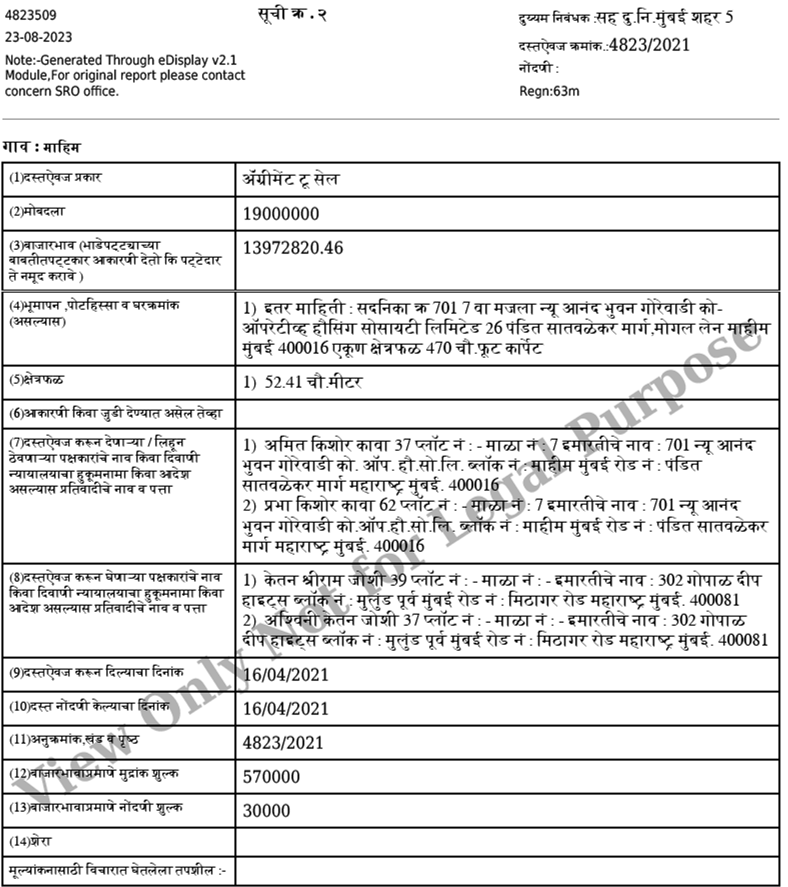 4823509
सूची क्र.२
दुय्यम निबंधक :सह दु.नि.मुंबई शहर 5
23-08-2023
दस्तऐवज क्रमांक.:4823/2021
Note:-Generated Through eDisplay v2.1
Module,For original report please contact
concern SRO office.
नोंदणी :
Regn:63m
गाव : माहिम
(1)दस्तऐवज प्रकार
अ‍ॅग्रीमेंट टू सेल
(2)मोबदला
19000000
(3)बाजारभाव (भाडेपटट्याच्या
बाबतीतपटटकार आकारणी देतो कि पट्टेदार
ते नमूद करावे )
13972820.46
(4)भूमापन ,पोटहिस्सा व घरक्रमांक
(असल्यास)
1) इतर माहिती : सदनिका क्र 701 7 वा मजला न्यू आनंद भुवन गोरेवाडी को-
ऑपरेटीव्ह हौसिंग सोसायटी लिमिटेड 26 पंडित सातवळेकर मार्ग,मोगल लेन माहीम
मुंबई 400016 एकूण क्षेत्रफळ 470 चौ.फूट कार्पेट
(5)क्षेत्रफळ
1) 52.41 चौ.मीटर
(6)आकारणी किंवा जुडी देण्यात असेल तेव्हा
(7)दस्तऐवज करून देणाऱ्या / लिहून
ठेवणाऱ्या पक्षकारांचे नाव किंवा दिवाणी
न्यायालयाचा हुकूमनामा किंवा आदेश
असल्यास प्रतिवादीचे नाव व पत्ता
1) अमित किशोर कावा 37 प्लॉट नं : - माळा नं : 7 इमारतीचे नाव : 701 न्यू आनंद
भुवन गोरेवाडी को. ऑप. हौ.सो.लि. ब्लॉक नं : माहीम मुंबई रोड नं : पंडित
सातवळेकर मार्ग महाराष्ट्र मुंबई. 400016
2) प्रभा किशोर कावा 62 प्लॉट नं : - माळा नं : 7 इमारतीचे नाव : 701 न्यू आनंद
भुवन गोरेवाडी को.ऑप.हौ.सो.लि. ब्लॉक नं : माहीम मुंबई रोड नं : पंडित सातवळेकर
मार्ग महाराष्ट्र मुंबई. 400016
(8)दस्तऐवज करून घेणाऱ्या पक्षकारांचे नाव
किंवा दिवाणी न्यायालयाचा हुकूमनामा किंवा
आदेश असल्यास प्रतिवादीचे नाव व पत्ता
1) केतन श्रीराम जोशी 39 प्लॉट नं : - माळा नं : - इमारतीचे नाव : 302 गोपाळ दीप
हाइटस ब्लॉक नं : मुलुंड पूर्व मुंबई रोड नं : मिठागर रोड महाराष्ट्र मुंबई. 400081
2) अश्विनी केतन जोशी 37 प्लॉट नं : - माळा नं : - इमारतीचे नाव : 302 गोपाळ
दीप हाइटस ब्लॉक नं : मुलुंड पूर्व मुंबई रोड नं : मिठागर रोड महाराष्ट्र मुंबई. 400081
(9)दस्तऐवज करून दिल्याचा दिनांक
16/04/2021
(10)दस्त नोंदणी केल्याचा दिनांक
16/04/2021
(11)अनुक्रमांक,खंड व पृष्ठ
4823/2021
(12)बाजारभावाप्रमाणे मुद्रांक शुल्क
570000
(13)बाजारभावाप्रमाणे नोंदणी शुल्क
30000
(14)शेरा
मूल्यांकनासाठी विचारात घेतलेला तपशील :-
View Only Not for Legal Purpose